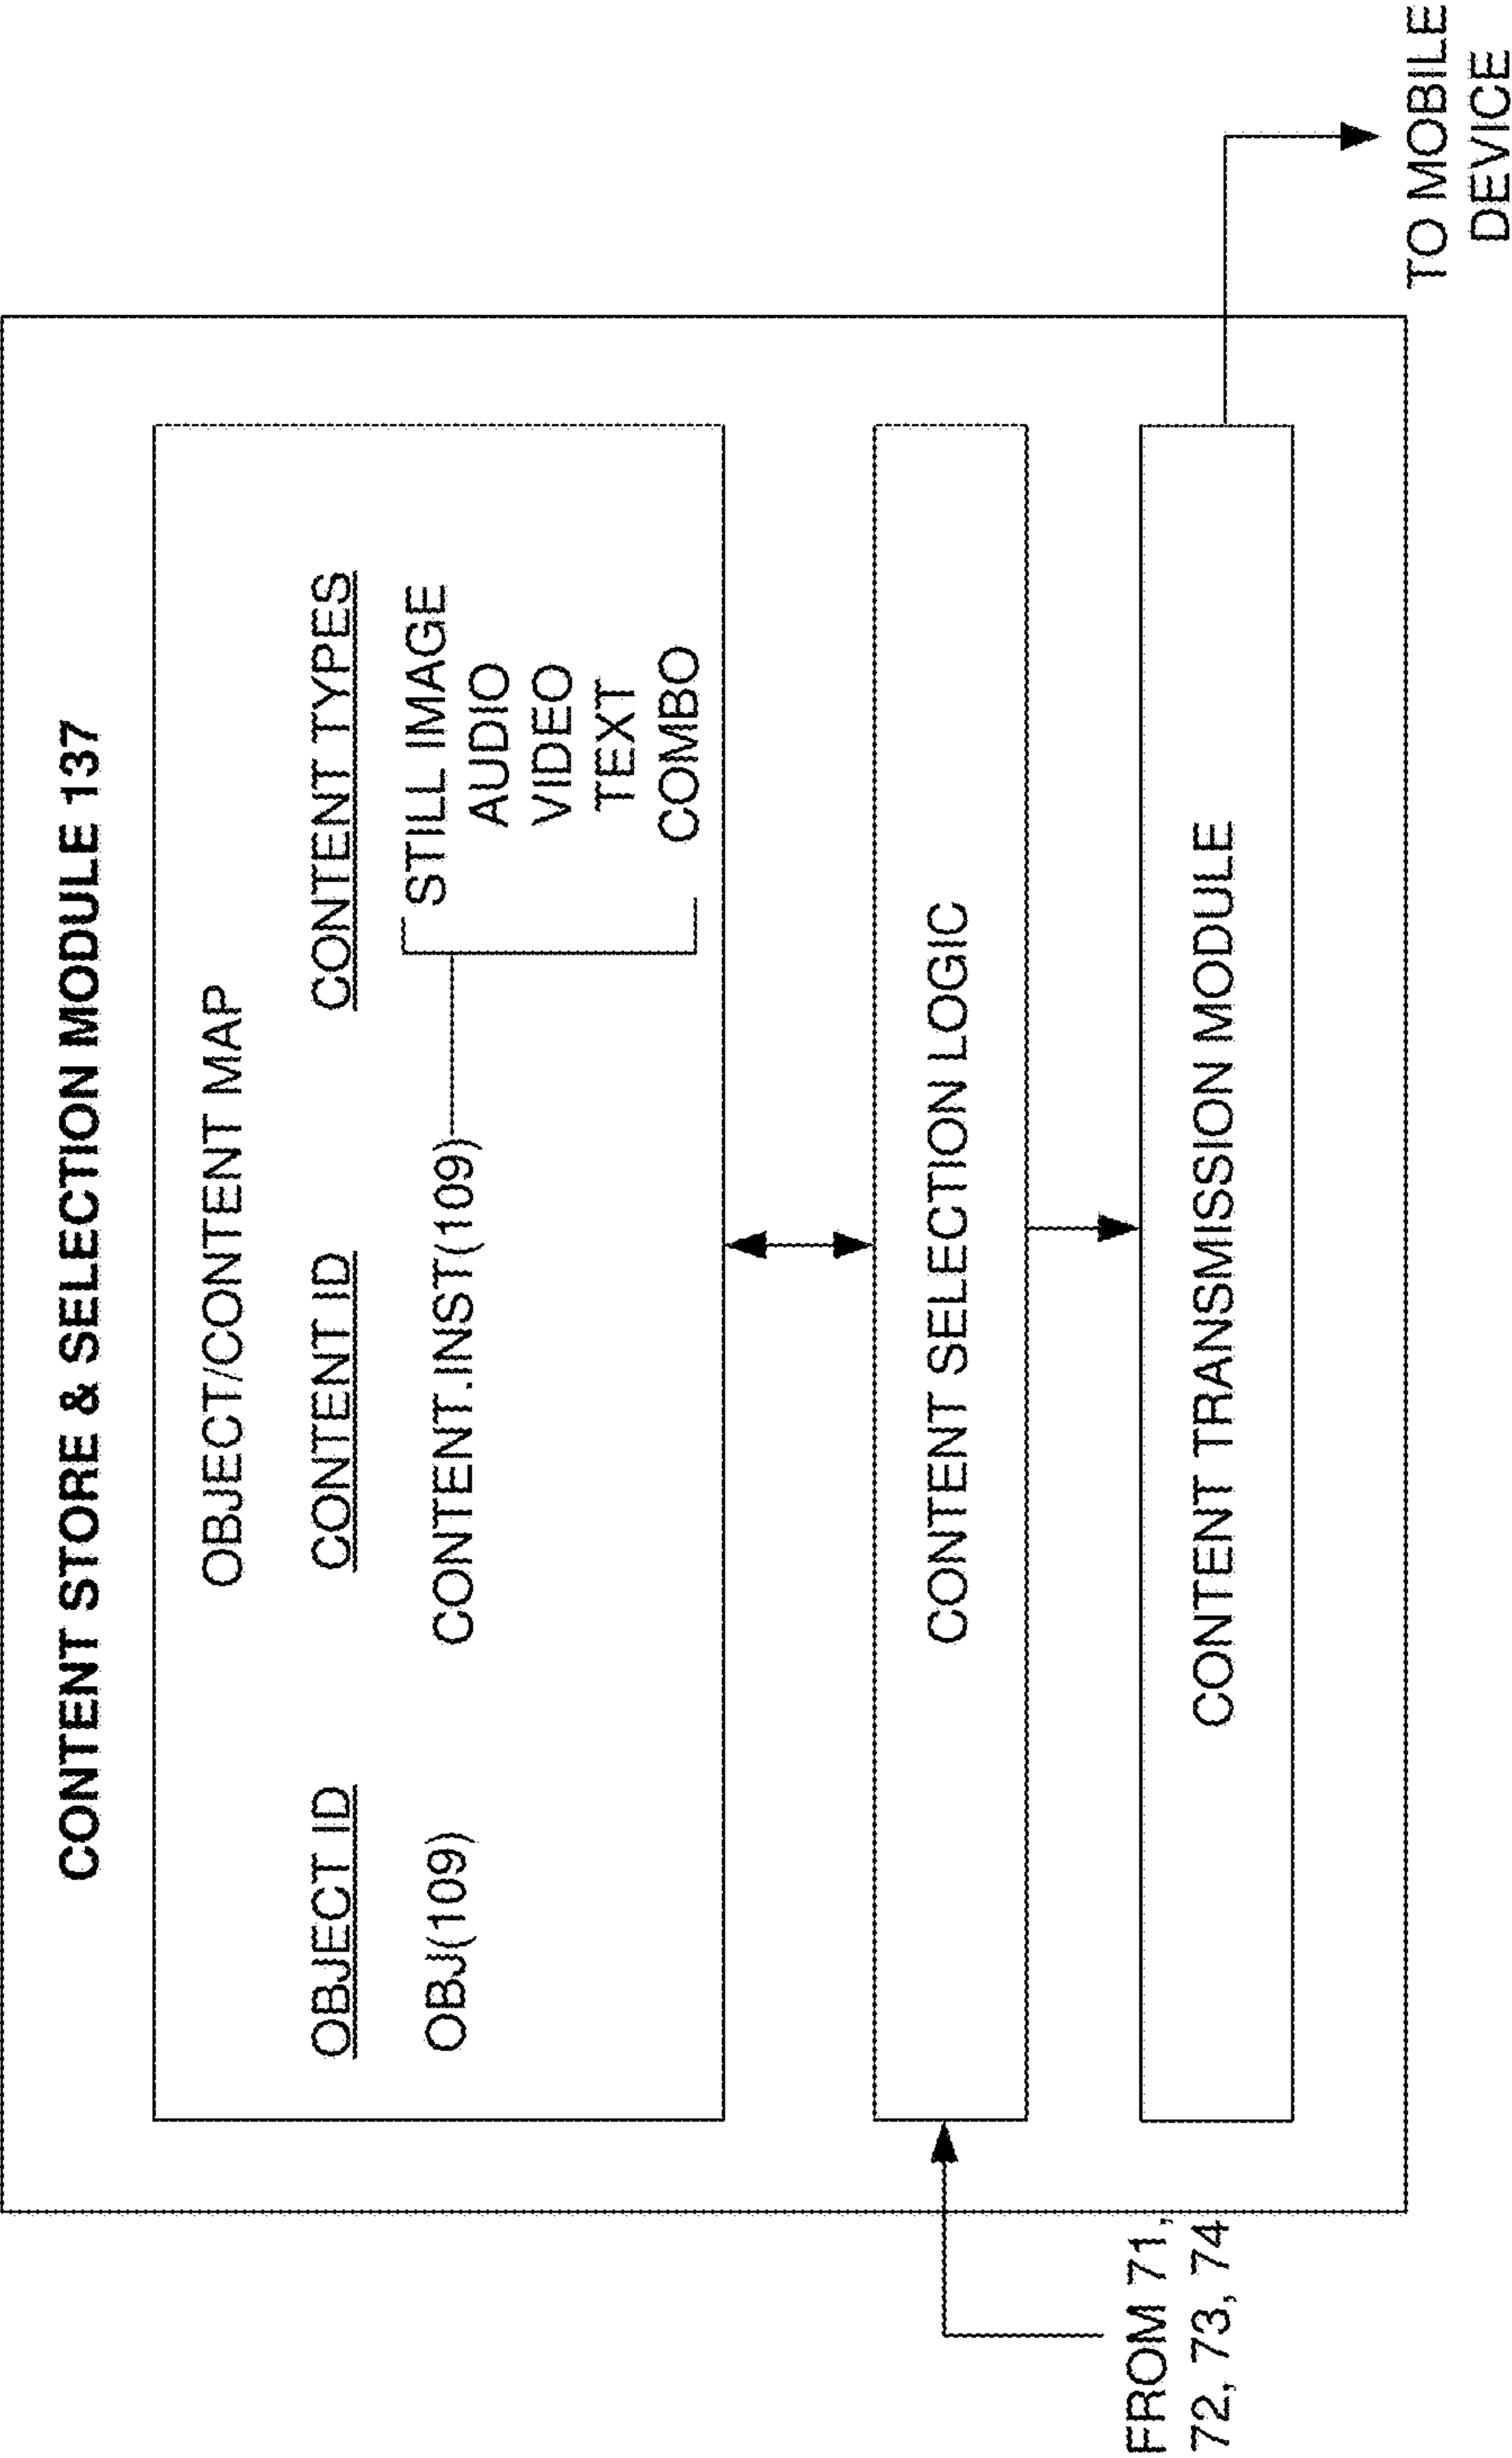 CONTENT STORE & SELECTION MODULE 137
OBJECT/CONTENT MAP
OBJECT ID
CONTENT ID
CONTENT TYPES
OBJ(109)
CONTENT.INST(109)
STILL IMAGE
AUDIO
VIDEO
TEXT
COMBO
CONTENT SELECTION LOGIC
CONTENT TRANSMISSION MODULE
FROM 71,
72, 73, 74
TO MOBILE
DEVICE